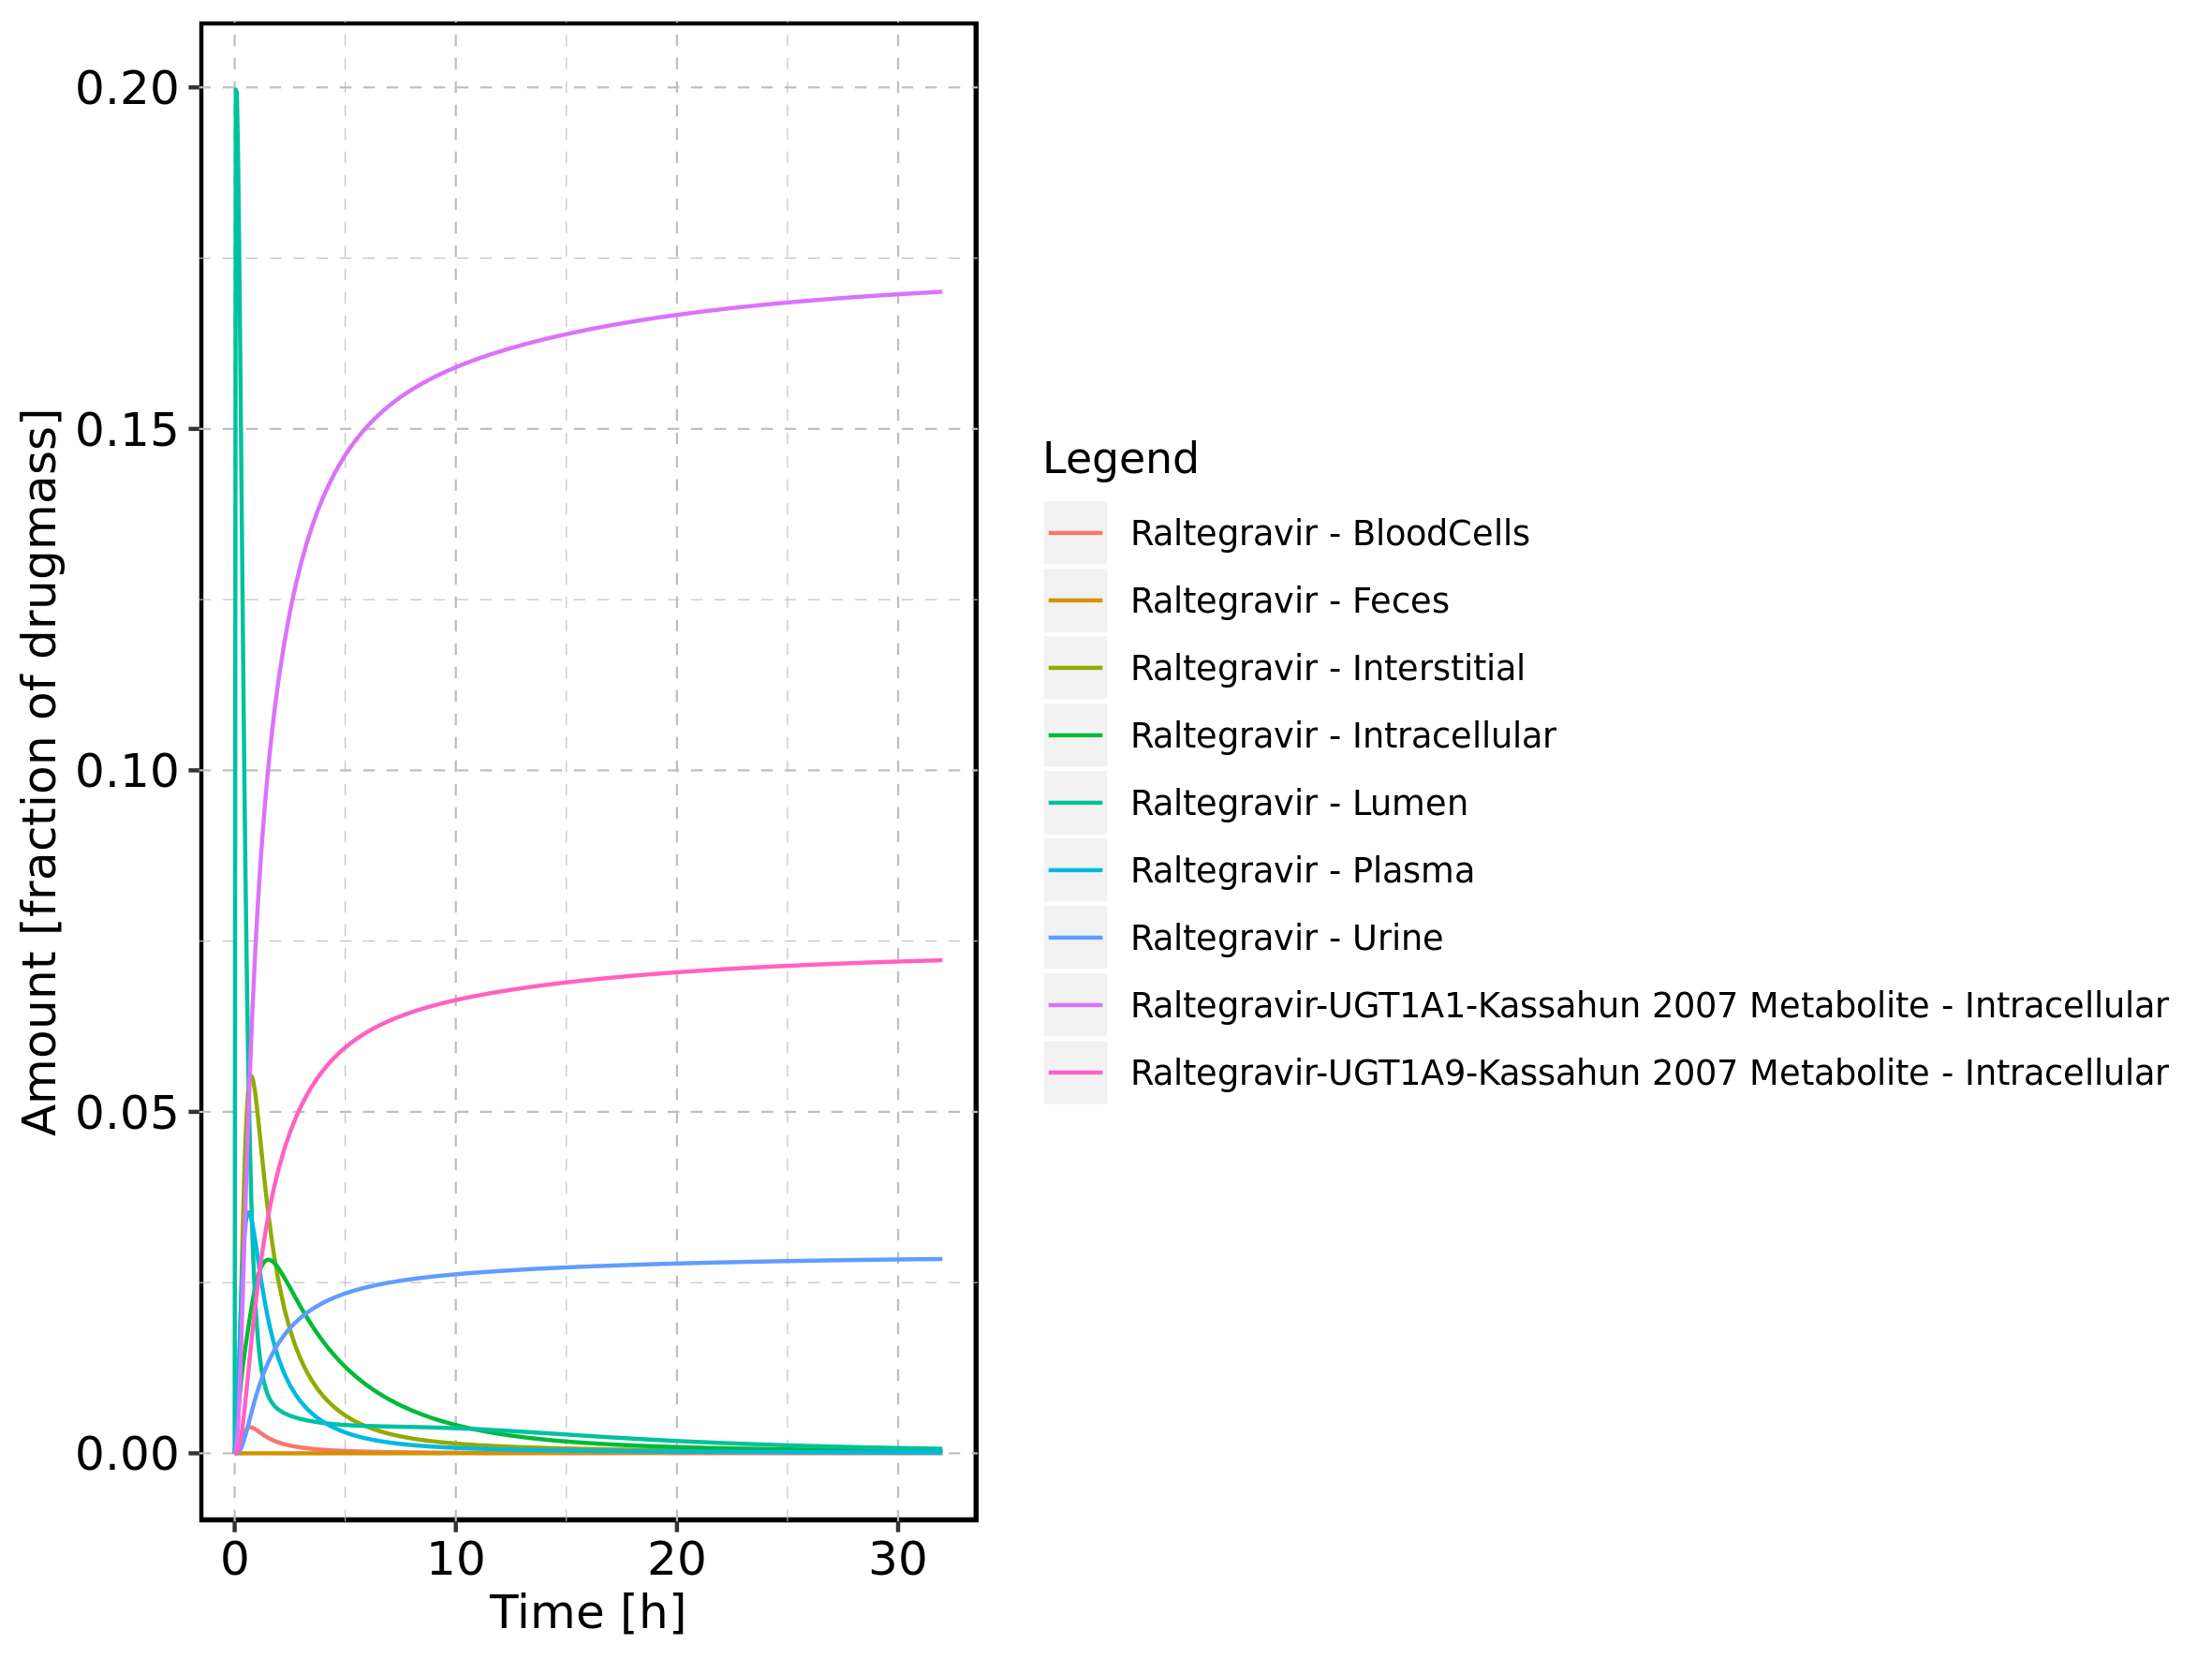 0.20
0.15
0.10
0.05
0.00
Amount [fraction of drugmass]
0 10 20 30
Time [h]
Legend
Raltegravir - BloodCells
Raltegravir - Feces
Raltegravir - Interstitial
Raltegravir - Intracellular
Raltegravir - Lumen
Raltegravir - Plasma
Raltegravir - Urine
Raltegravir-UGT1A1-Kassahun 2007 Metabolite - Intracellular
Raltegravir-UGT1A9-Kassahun 2007 Metabolite - Intracellular